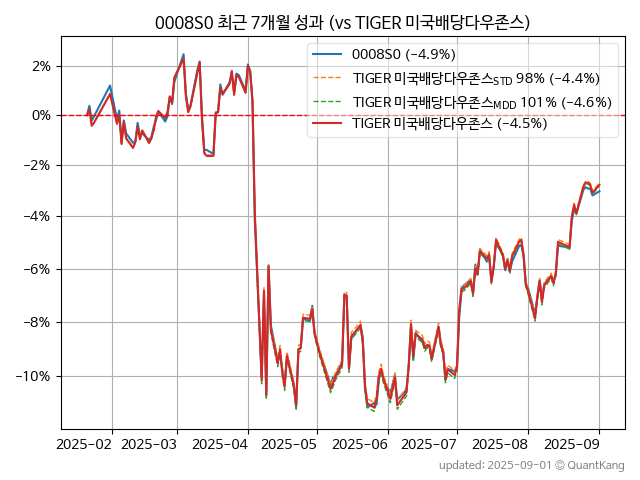 0008S0 최근 7개월 성과 (vs TIGER 미국배당다우존스)
0008S0 (−4.9%)
TIGER 미국배당다우존스STD 98% (−4.4%)
TIGER 미국배당다우존스MDD 101% (−4.6%)
TIGER 미국배당다우존스 (−4.5%)
2%
0%
−2%
−4%
−6%
−8%
−10%
2025-02 2025-03 2025-04 2025-05 2025-06 2025-07 2025-08 2025-09
updated: 2025-09-01 © QuantKang